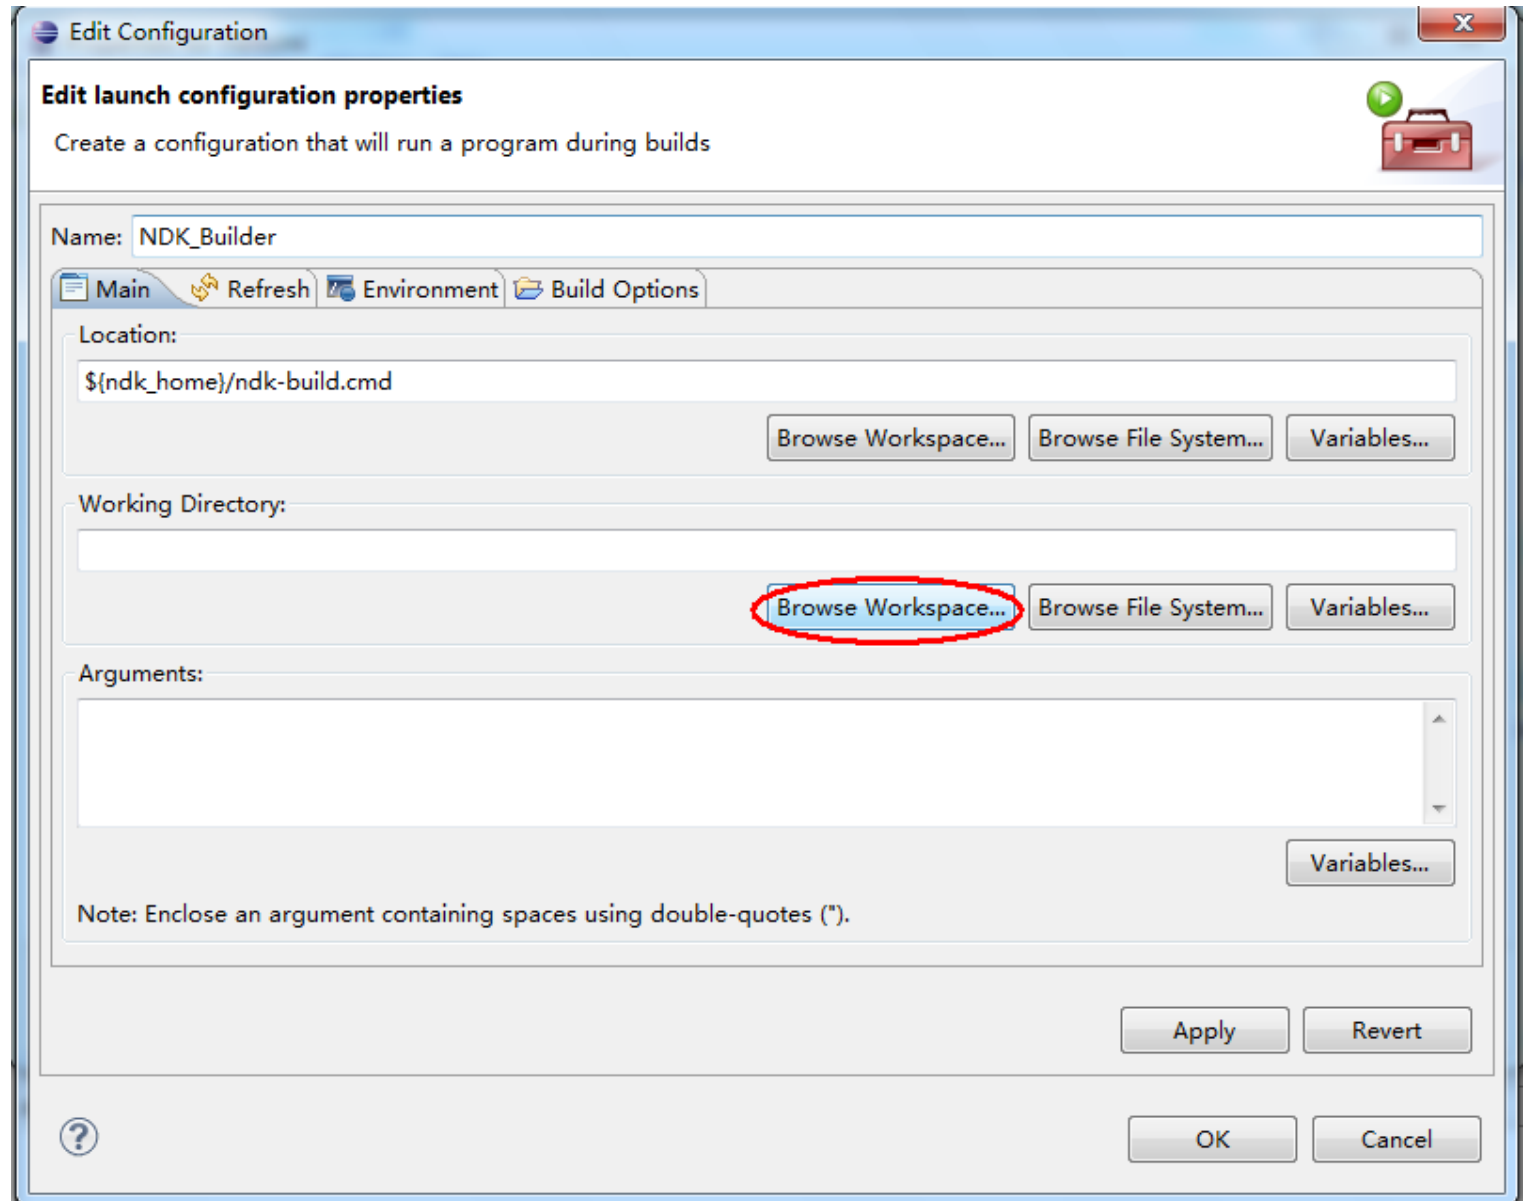 Edit Configuration
x
Edit launch configuration properties
Create a configuration that will run a program during builds
Name: NDK_Builder
Main Refresh Environment Build Options
Location:
${ndk_home}/ndk-build.cmd
Browse Workspace... Browse File System... Variables...
Working Directory:
Browse Workspace... Browse File System... Variables...
Arguments:
Variables...
Note: Enclose an argument containing spaces using double-quotes (").
Apply Revert
? OK Cancel